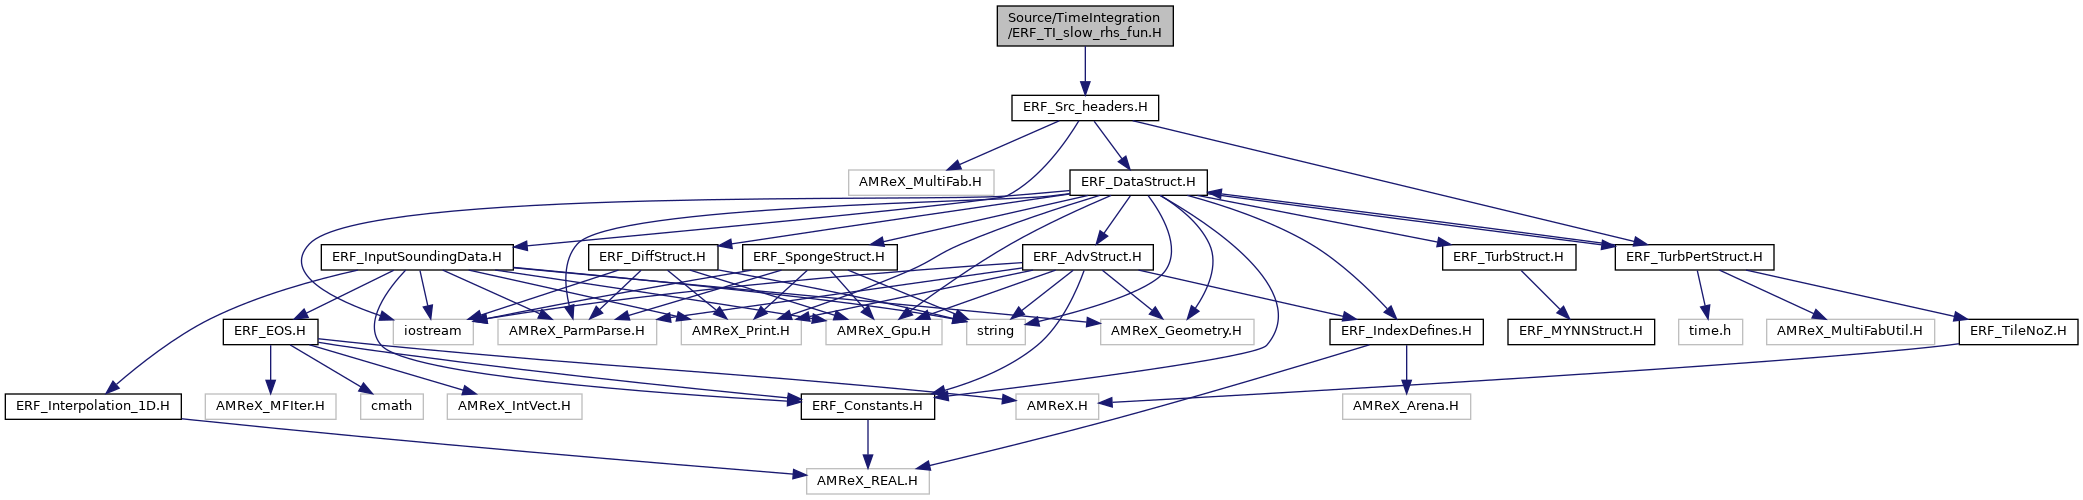 Source/TimeIntegration
/ERF_TI_slow_rhs_fun.H
ERF_Src_headers.H
AMReX_MultiFab.H
ERF_DataStruct.H
ERF_InputSoundingData.H
ERF_DiffStruct.H
ERF_SpongeStruct.H
ERF_AdvStruct.H
ERF_TurbStruct.H
ERF_TurbPertStruct.H
ERF_EOS.H
iostream
AMReX_ParmParse.H
AMReX_Print.H
AMReX_Gpu.H
string
AMReX_Geometry.H
ERF_IndexDefines.H
ERF_MYNNStruct.H
time.h
AMReX_MultiFabUtil.H
ERF_TileNoZ.H
ERF_Interpolation_1D.H
AMReX_MFIter.H
cmath
AMReX_IntVect.H
ERF_Constants.H
AMReX.H
AMReX_Arena.H
AMReX_REAL.H